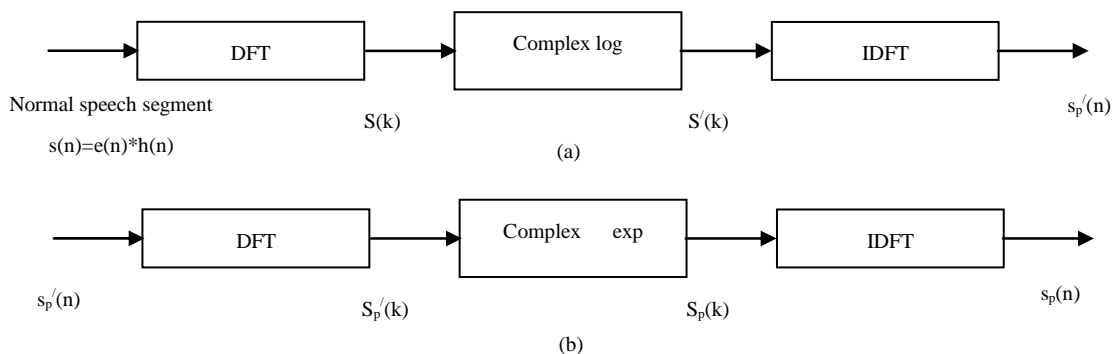 DFT
Complex log
IDFT
Normal speech segment
s(n)=e(n)*h(n)
S(k)
S′(k)
sₚ′(n)
(a)
DFT
Complex exp
IDFT
sₚ′(n)
Sₚ′(k)
Sₚ(k)
sₚ(n)
(b)